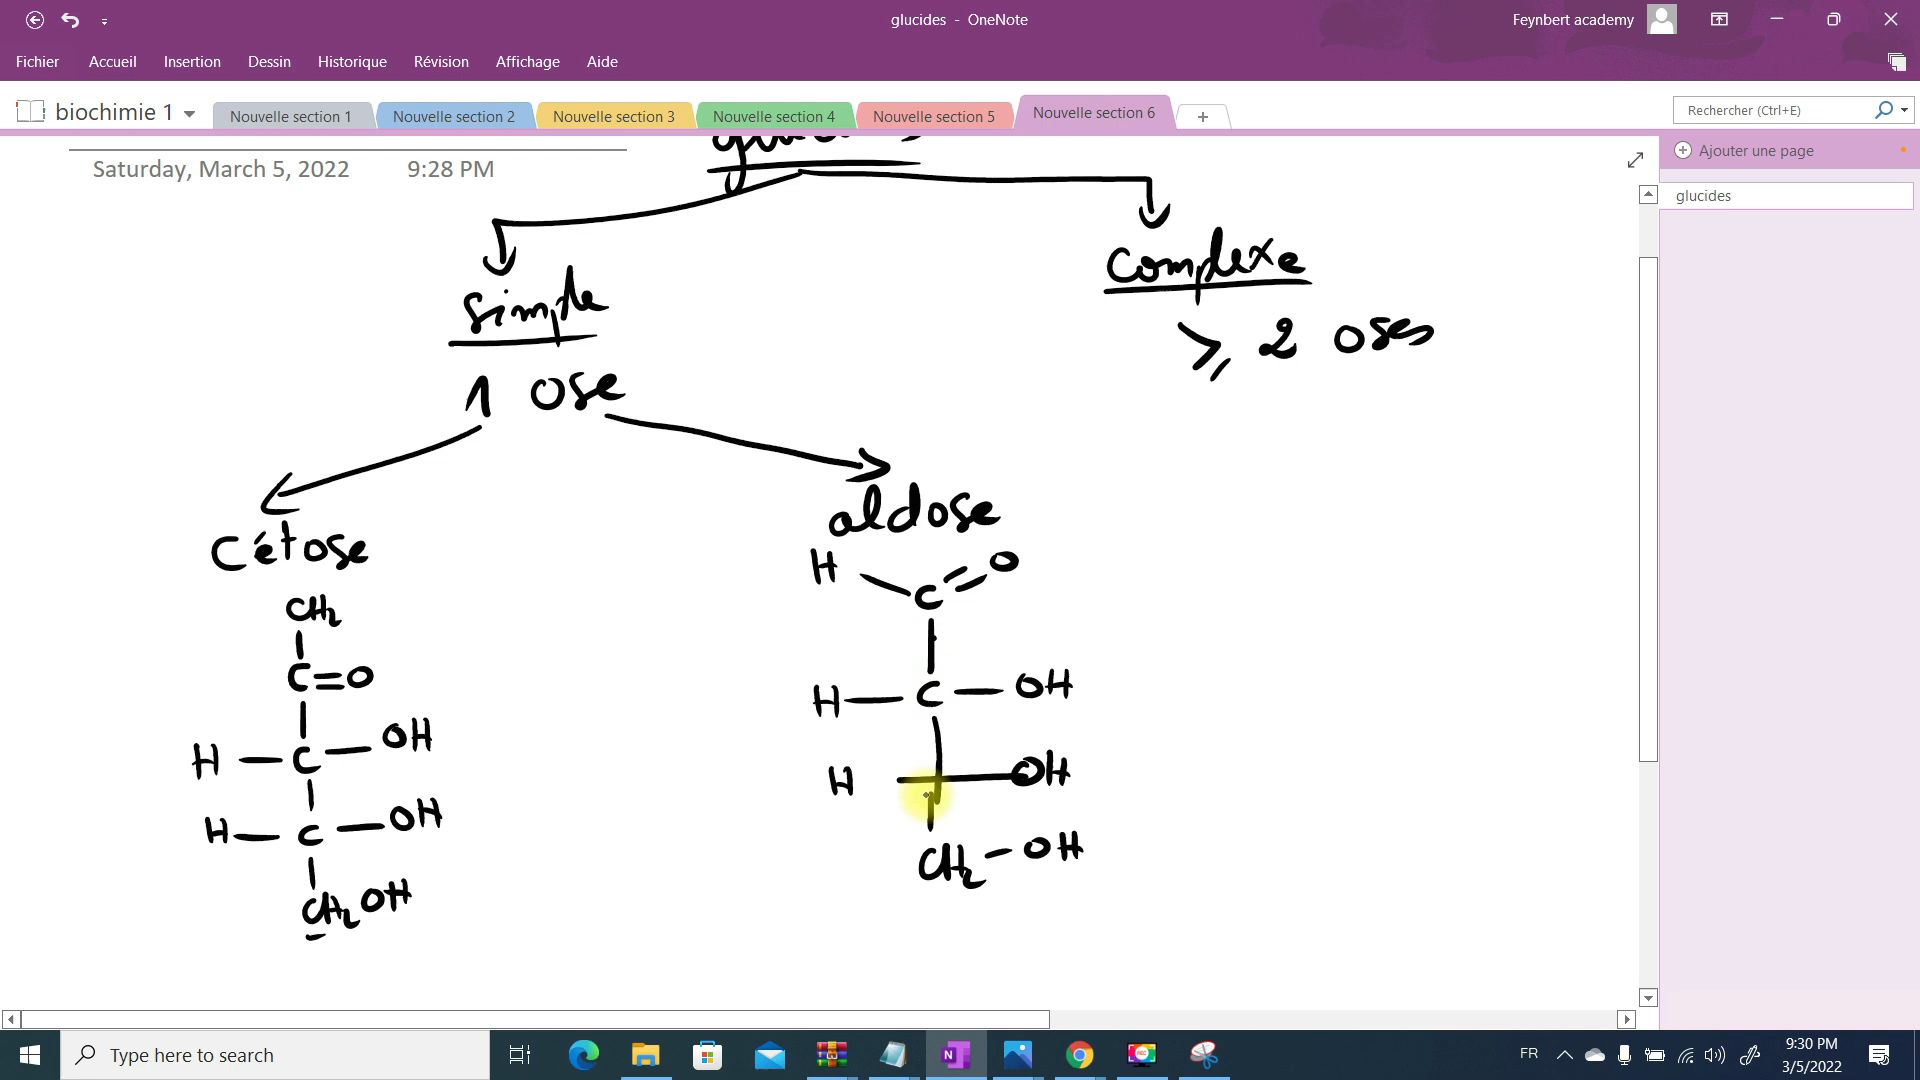 glucides - OneNote
Feynbert academy
Fichier Accueil Insertion Dessin Historique Révision Affichage Aide
biochimie 1
Nouvelle section 1
Nouvelle section 2
Nouvelle section 3
Nouvelle section 4
Nouvelle section 5
Nouvelle section 6
+
Rechercher (Ctrl+E)
Ajouter une page
glucides
Saturday, March 5, 2022 9:28 PM
simple
complexe
1 ose
⩾ 2 oses
Cétose
aldose
CH2
C=O
H-C-OH
H-C-OH
CH2OH
H-C=O
H-C-OH
H OH
CH2-OH
Type here to search
N
REC
FR
9:30 PM
3/5/2022